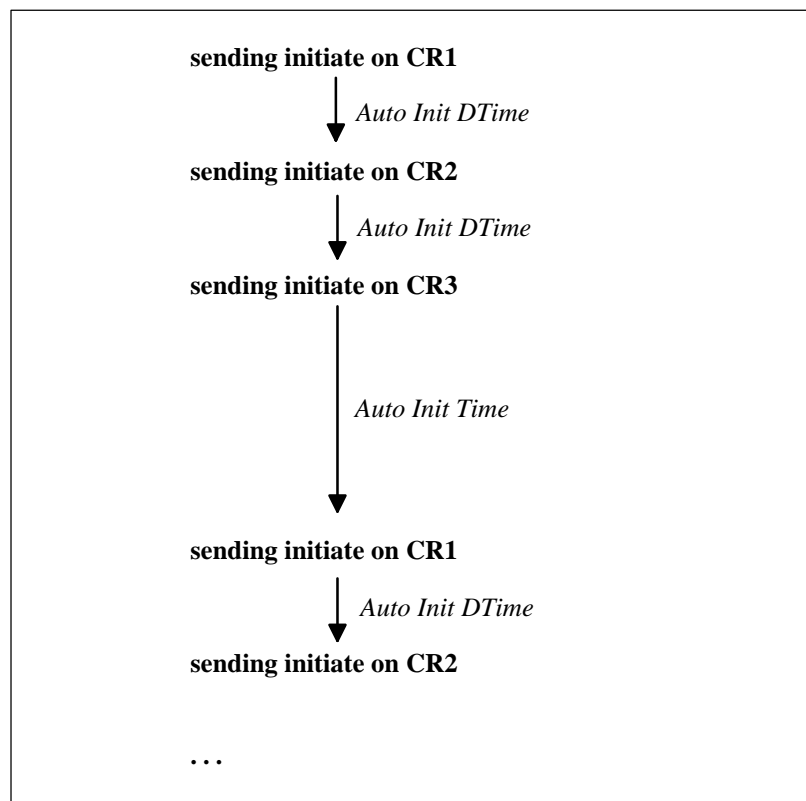 sending initiate on CR1
Auto Init DTime
sending initiate on CR2
Auto Init DTime
sending initiate on CR3
Auto Init Time
sending initiate on CR1
Auto Init DTime
sending initiate on CR2
...